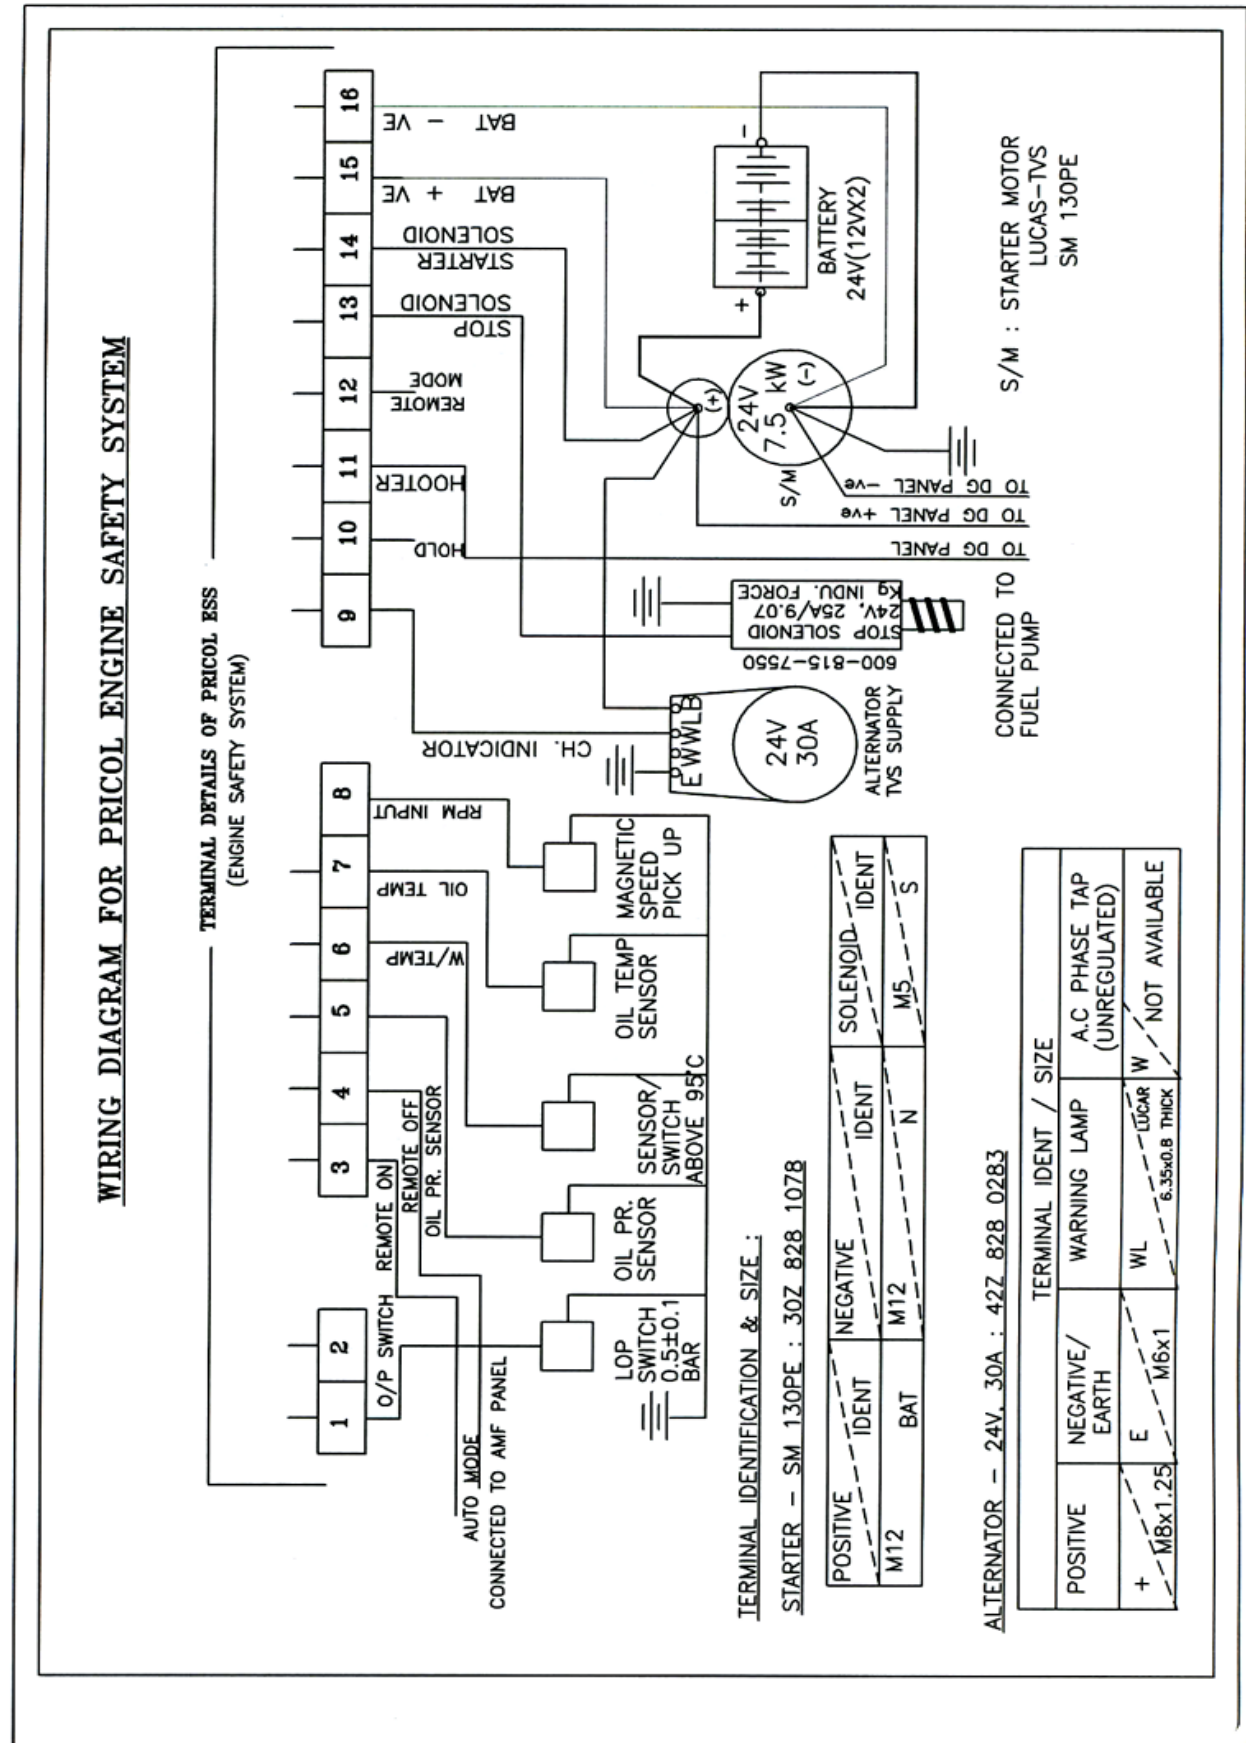 WIRING DIAGRAM FOR PRICOL ENGINE SAFETY SYSTEM
TERMINAL DETAILS OF PRICOL ESS
(ENGINE SAFETY SYSTEM)
1 2 3 4 5 6 7 8 9 10 11 12 13 14 15 16
O/P SWITCH
REMOTE ON
REMOTE OFF
OIL PR. SENSOR
W/TEMP
OIL TEMP
RPM INPUT
CH. INDICATOR
HOLD
HOOTER
REMOTE
MODE
STOP
SOLENOID
STARTER
SOLENOID
BAT + VE
BAT - VE
AUTO MODE
CONNECTED TO AMF PANEL
LOP
SWITCH
0.5±0.1
BAR
OIL PR.
SENSOR
SENSOR/
SWITCH
ABOVE 95°C
OIL TEMP
SENSOR
MAGNETIC
SPEED
PICK UP
E W WL B
24V
30A
ALTERNATOR
TVS SUPPLY
600-815-7550
STOP SOLENOID
24V, 25A/9.07
Kg INDU. FORCE
CONNECTED TO
FUEL PUMP
TO DG PANEL
TO DG PANEL +ve
TO DG PANEL -ve
S/M
(+)
24V
7.5 kW
(-)
+
-
BATTERY
24V(12VX2)
S/M : STARTER MOTOR
LUCAS-TVS
SM 130PE
TERMINAL IDENTIFICATION & SIZE :
STARTER - SM 130PE : 30Z 828 1078
POSITIVE IDENT NEGATIVE IDENT SOLENOID IDENT
M12 BAT M12 N M5 S
ALTERNATOR - 24V, 30A : 42Z 828 0283
TERMINAL IDENT / SIZE
POSITIVE
NEGATIVE/
EARTH
WARNING LAMP
A.C PHASE TAP
(UNREGULATED)
+ M8x1.25
E M6x1
WL LUCAR
6.35x0.8 THICK
W NOT AVAILABLE